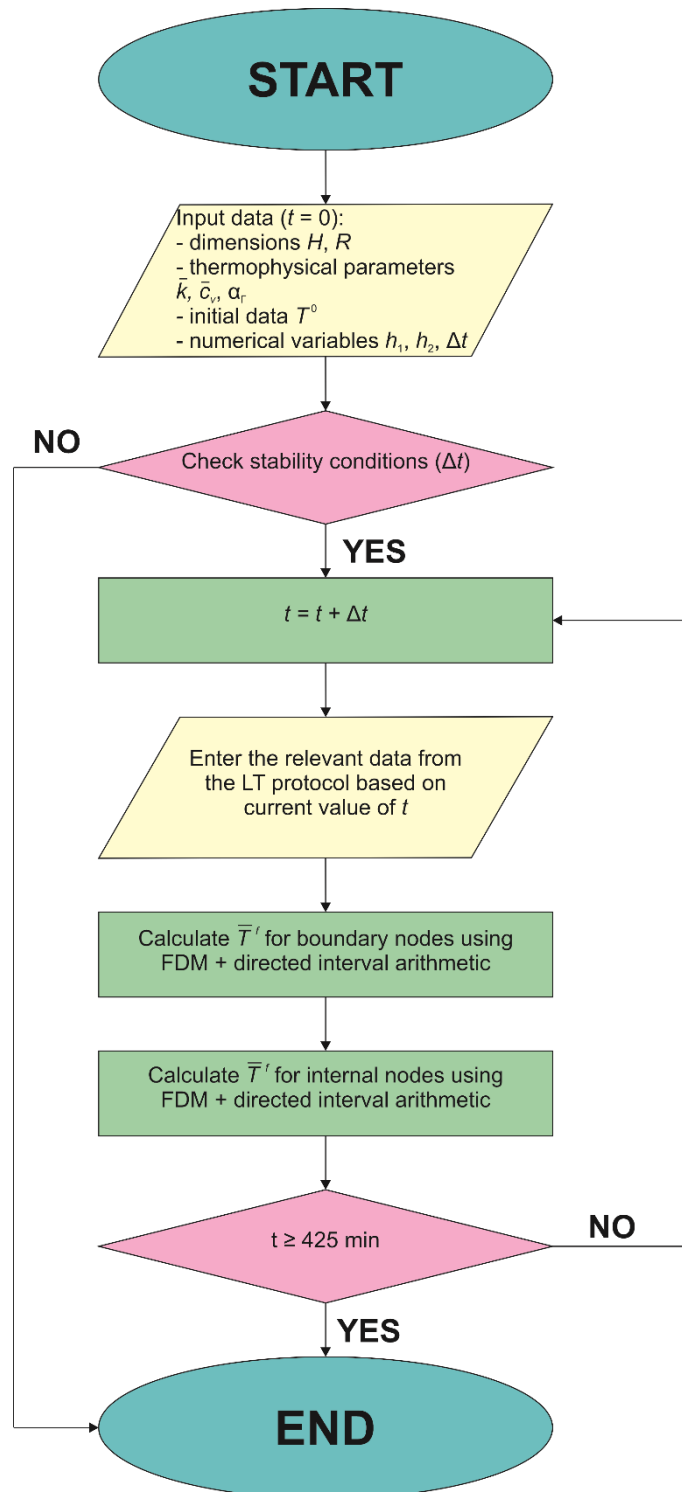 START
Input data (t = 0):
- dimensions H, R
- thermophysical parameters
k̄, c̄ᵥ, α_Γ
- initial data T⁰
- numerical variables h₁, h₂, Δt
NO
Check stability conditions (Δt)
YES
t = t + Δt
Enter the relevant data from
the LT protocol based on
current value of t
Calculate T̄ ᶠ for boundary nodes using
FDM + directed interval arithmetic
Calculate T̄ ᶠ for internal nodes using
FDM + directed interval arithmetic
t ≥ 425 min
NO
YES
END